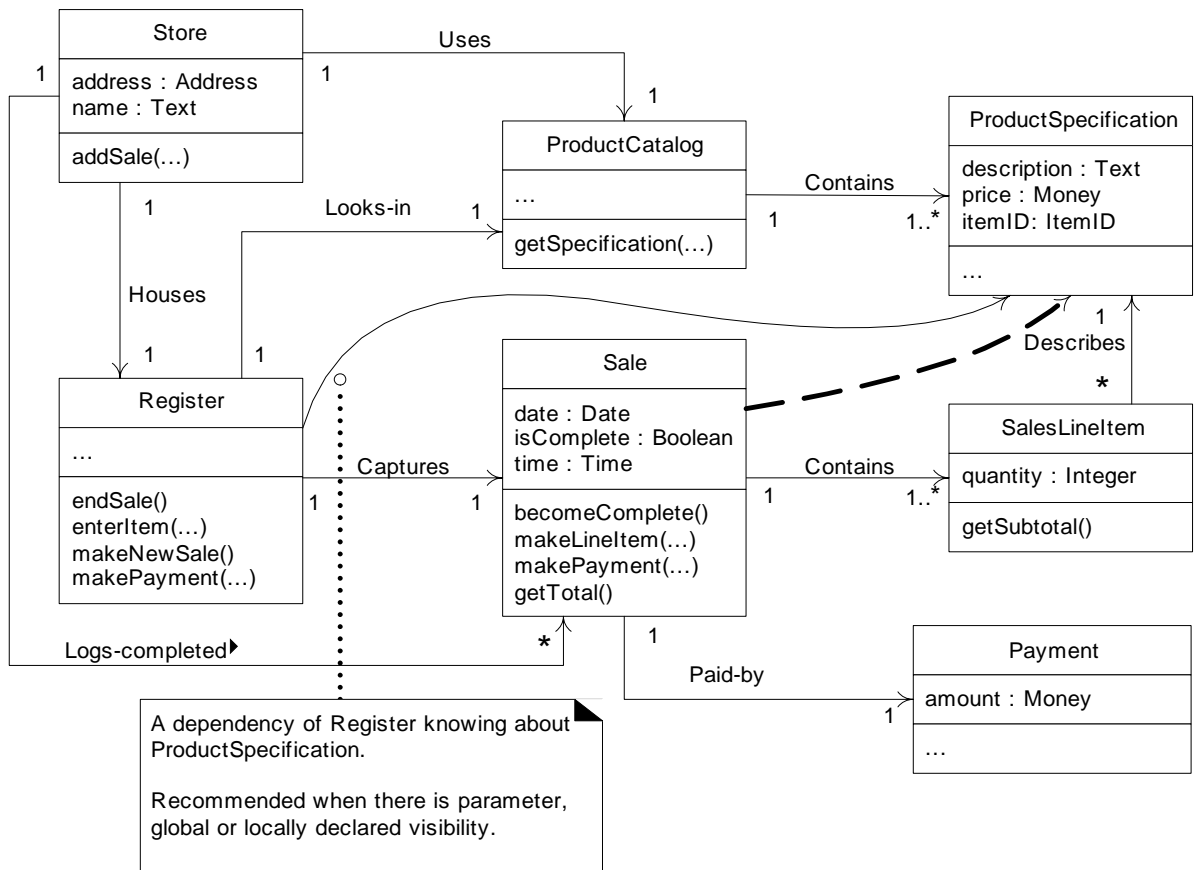 Store
address : Address
name : Text
addSale(...)
1
1
Uses
1
ProductCatalog
...
getSpecification(...)
Contains
1
1..*
ProductSpecification
description : Text
price : Money
itemID: ItemID
...
1
Houses
1
Looks-in
1
1
Register
...
endSale()
enterItem(...)
makeNewSale()
makePayment(...)
Captures
1
1
Sale
date : Date
isComplete : Boolean
time : Time
becomeComplete()
makeLineItem(...)
makePayment(...)
getTotal()
1
Describes
*
Contains
1
1..*
SalesLineItem
quantity : Integer
getSubtotal()
Logs-completed
*
1
Paid-by
1
Payment
amount : Money
...
A dependency of Register knowing about
ProductSpecification.
Recommended when there is parameter,
global or locally declared visibility.